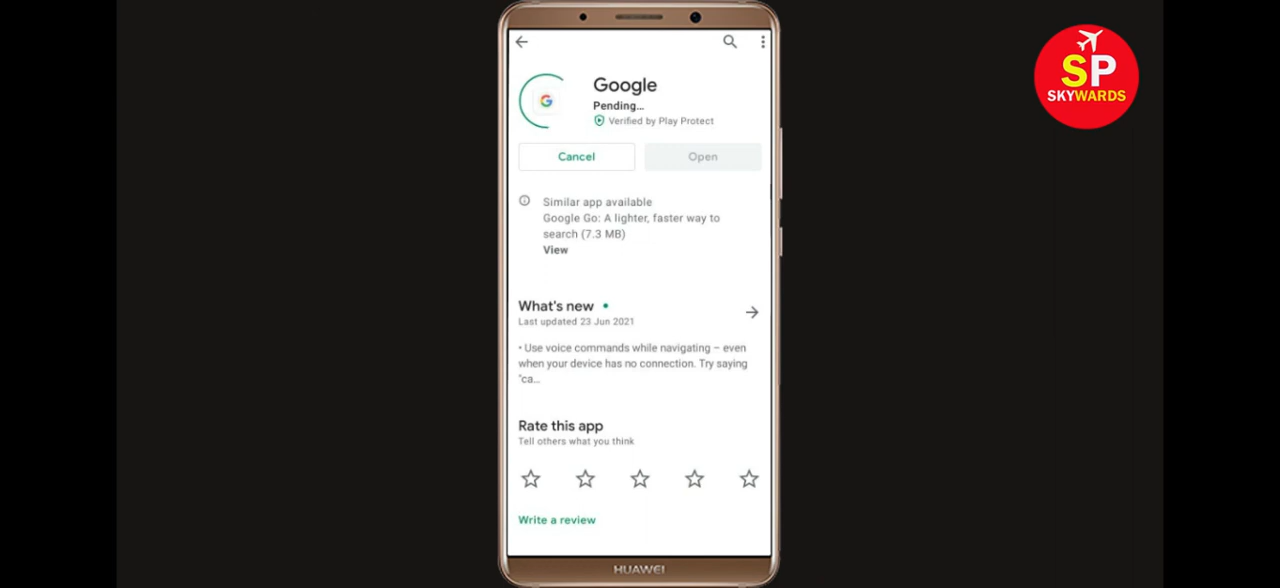 SP
SKYWARDS
Google
Pending...
Verified by Play Protect
Cancel
Open
Similar app available
Google Go: A lighter, faster way to
search (7.3 MB)
View
What's new
Last updated 23 Jun 2021
• Use voice commands while navigating – even
when your device has no connection. Try saying
"ca...
Rate this app
Tell others what you think
Write a review
HUAWEI